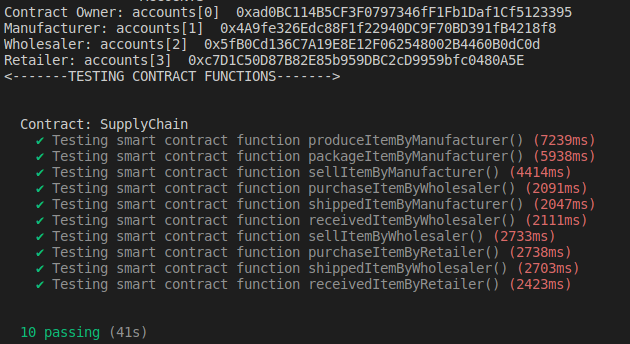 Contract Owner: accounts[0] 0xad0BC114B5CF3F0797346fF1Fb1Daf1Cf5123395
Manufacturer: accounts[1] 0x4A9fe326Edc88F1f22940DC9F70BD391fB4218f8
Wholesaler: accounts[2] 0x5fB0Cd136C7A19E8E12F062548002B4460B0dC0d
Retailer: accounts[3] 0xc7D1C50D87B82E85b959DBC2cD9959bfc0480A5E
<-------TESTING CONTRACT FUNCTIONS------->
Contract: SupplyChain
✔ Testing smart contract function produceItemByManufacturer() (7239ms)
✔ Testing smart contract function packageItemByManufacturer() (5938ms)
✔ Testing smart contract function sellItemByManufacturer() (4414ms)
✔ Testing smart contract function purchaseItemByWholesaler() (2091ms)
✔ Testing smart contract function shippedItemByManufacturer() (2047ms)
✔ Testing smart contract function receivedItemByWholesaler() (2111ms)
✔ Testing smart contract function sellItemByWholesaler() (2733ms)
✔ Testing smart contract function purchaseItemByRetailer() (2738ms)
✔ Testing smart contract function shippedItemByWholesaler() (2703ms)
✔ Testing smart contract function receivedItemByRetailer() (2423ms)
10 passing (41s)